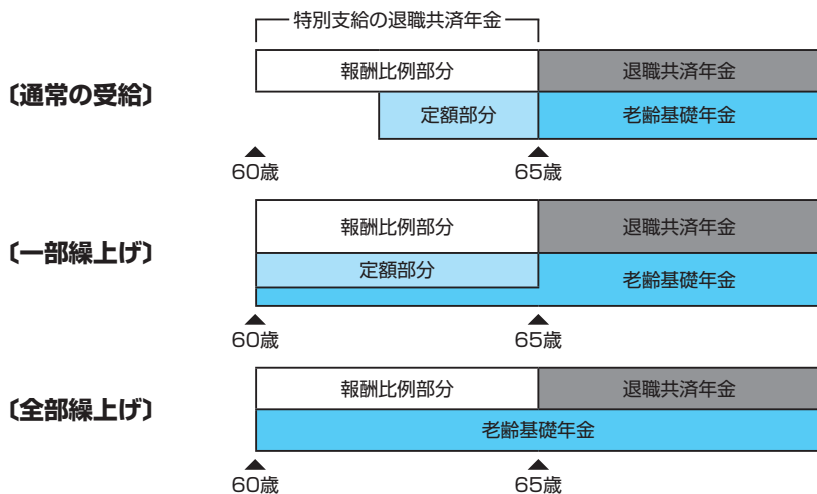 特別支給の退職共済年金
〔通常の受給〕
報酬比例部分
退職共済年金
定額部分
老齢基礎年金
60歳
65歳
〔一部繰上げ〕
報酬比例部分
退職共済年金
定額部分
老齢基礎年金
60歳
65歳
〔全部繰上げ〕
報酬比例部分
退職共済年金
老齢基礎年金
60歳
65歳